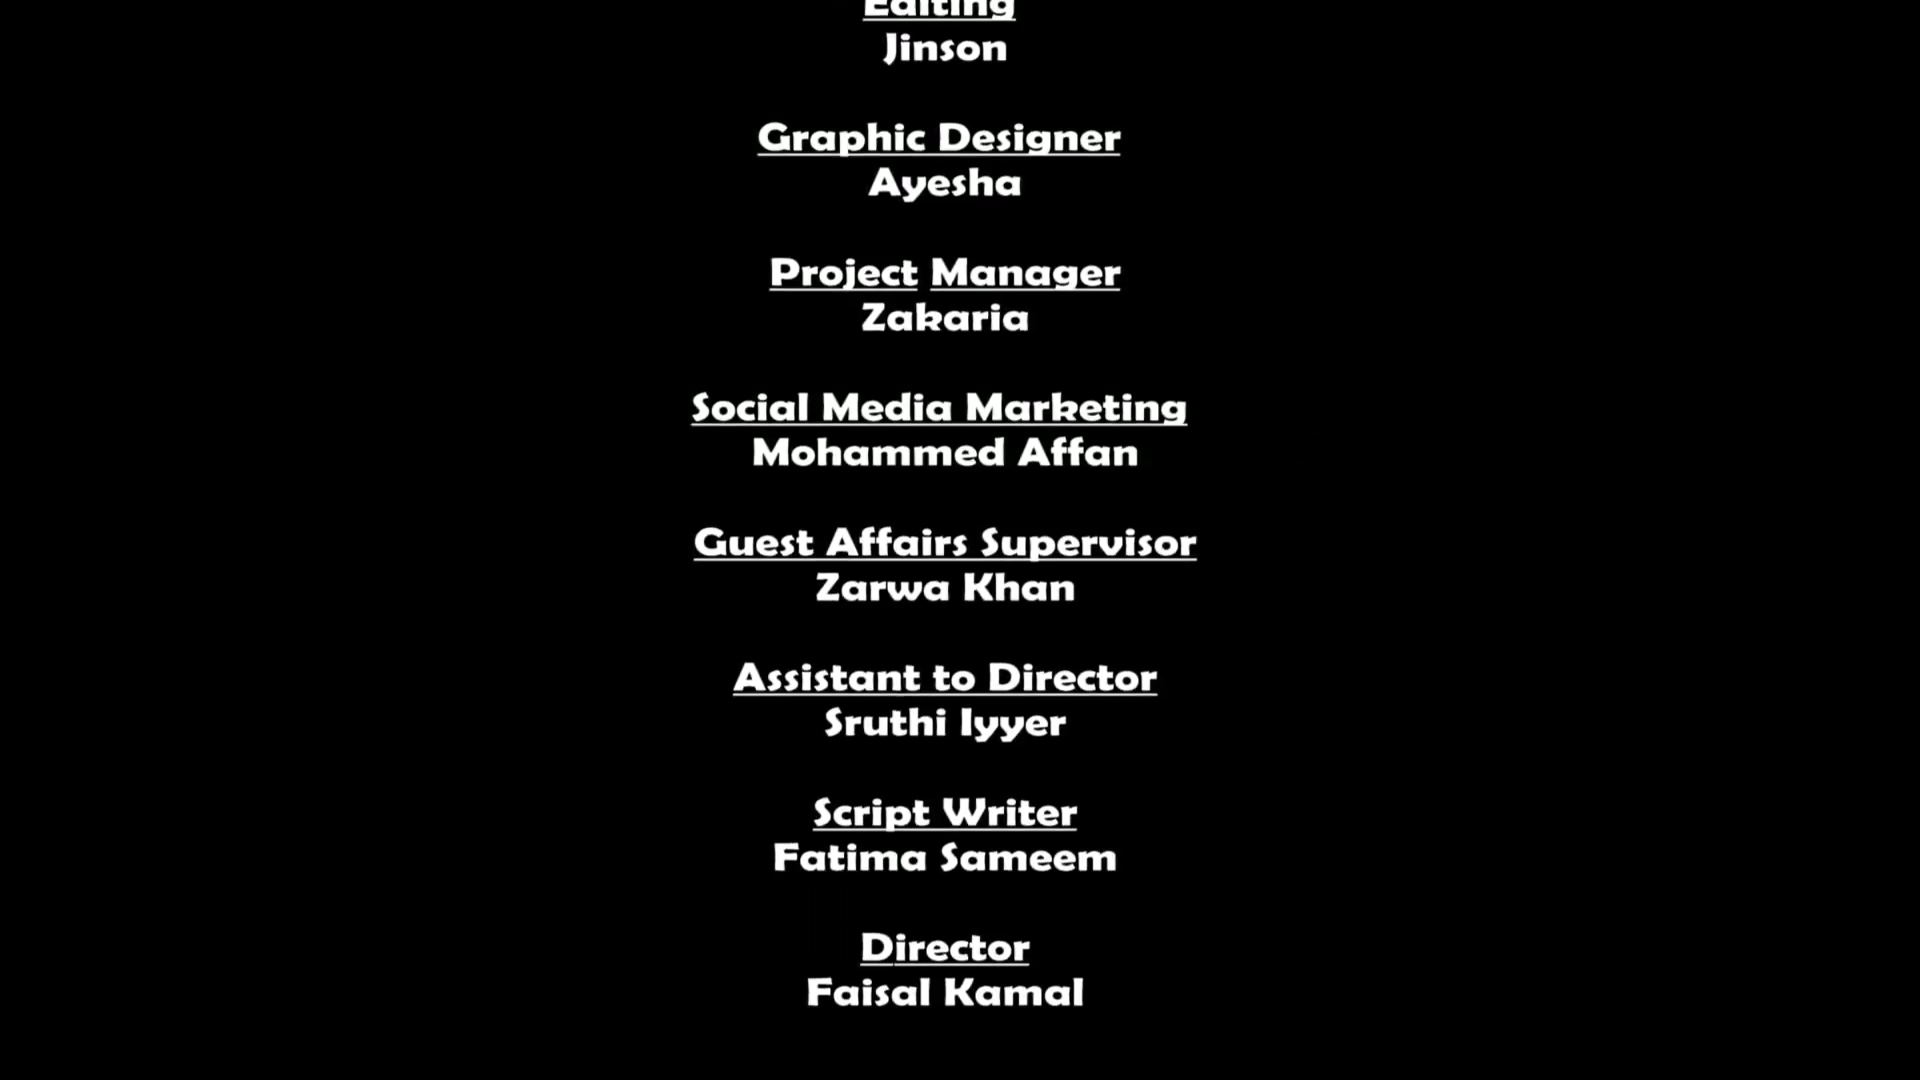 Editing
Jinson
Graphic Designer
Ayesha
Project Manager
Zakaria
Social Media Marketing
Mohammed Affan
Guest Affairs Supervisor
Zarwa Khan
Assistant to Director
Sruthi Iyyer
Script Writer
Fatima Sameem
Director
Faisal Kamal